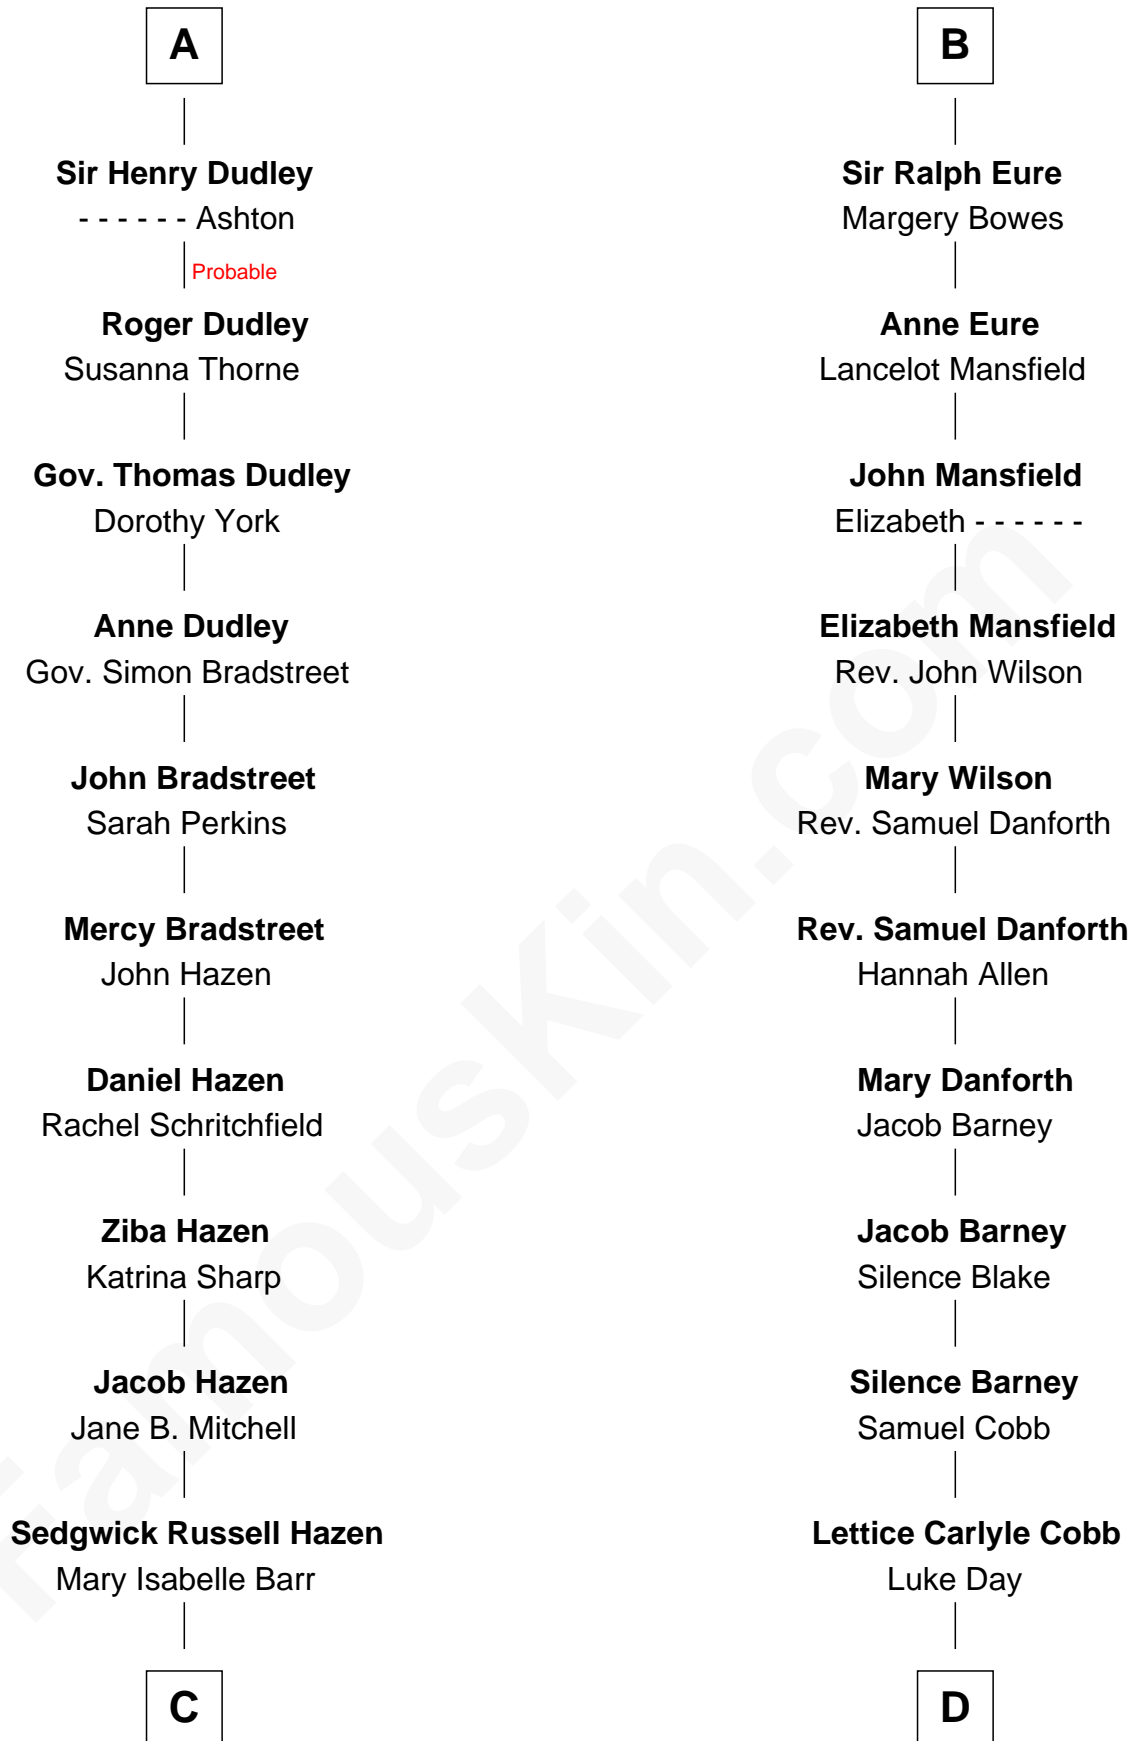 A
Sir Henry Dudley
- - - - - - Ashton
Probable
Roger Dudley
Susanna Thorne
Gov. Thomas Dudley
Dorothy York
Anne Dudley
Gov. Simon Bradstreet
John Bradstreet
Sarah Perkins
Mercy Bradstreet
John Hazen
Daniel Hazen
Rachel Schritchfield
Ziba Hazen
Katrina Sharp
Jacob Hazen
Jane B. Mitchell
Sedgwick Russell Hazen
Mary Isabelle Barr
C
B
Sir Ralph Eure
Margery Bowes
Anne Eure
Lancelot Mansfield
John Mansfield
Elizabeth - - - - - -
Elizabeth Mansfield
Rev. John Wilson
Mary Wilson
Rev. Samuel Danforth
Rev. Samuel Danforth
Hannah Allen
Mary Danforth
Jacob Barney
Jacob Barney
Silence Blake
Silence Barney
Samuel Cobb
Lettice Carlyle Cobb
Luke Day
D
FamousKin.com